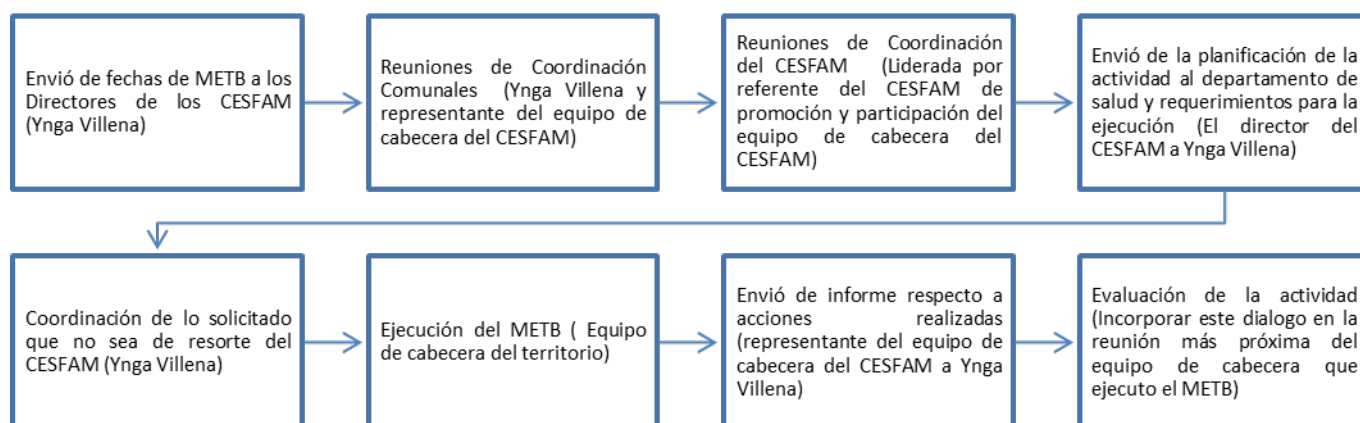 Envió de fechas de METB a los
Directores de los CESFAM
(Ynga Villena)
Reuniones de Coordinación
Comunales (Ynga Villena y
representante del equipo de
cabecera del CESFAM)
Reuniones de Coordinación
del CESFAM (Liderada por
referente del CESFAM de
promoción y participación del
equipo de cabecera del
CESFAM)
Envió de la planificación de la
actividad al departamento de
salud y requerimientos para la
ejecución (El director del
CESFAM a Ynga Villena)
Coordinación de lo solicitado
que no sea de resorte del
CESFAM (Ynga Villena)
Ejecución del METB ( Equipo
de cabecera del territorio)
Envió de informe respecto a
acciones realizadas
(representante del equipo de
cabecera del CESFAM a Ynga
Villena)
Evaluación de la actividad
(Incorporar este dialogo en la
reunión más próxima del
equipo de cabecera que
ejecuto el METB)